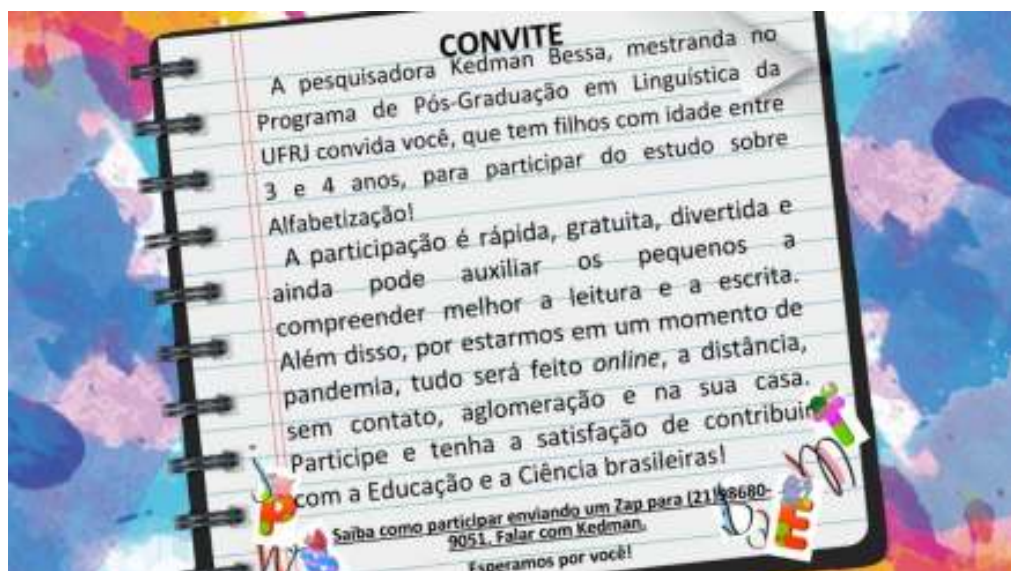 CONVITE
A pesquisadora Kedman Bessa, mestranda no
Programa de Pós-Graduação em Linguística da
UFRJ convida você, que tem filhos com idade entre
3 e 4 anos, para participar do estudo sobre
Alfabetização!
A participação é rápida, gratuita, divertida e
ainda pode auxiliar os pequenos a
compreender melhor a leitura e a escrita.
Além disso, por estarmos em um momento de
pandemia, tudo será feito online, a distância,
sem contato, aglomeração e na sua casa.
Participe e tenha a satisfação de contribuir
com a Educação e a Ciência brasileiras!
Saiba como participar enviando um Zap para (21)98680-
9051. Falar com Kedman.
Esperamos por você!